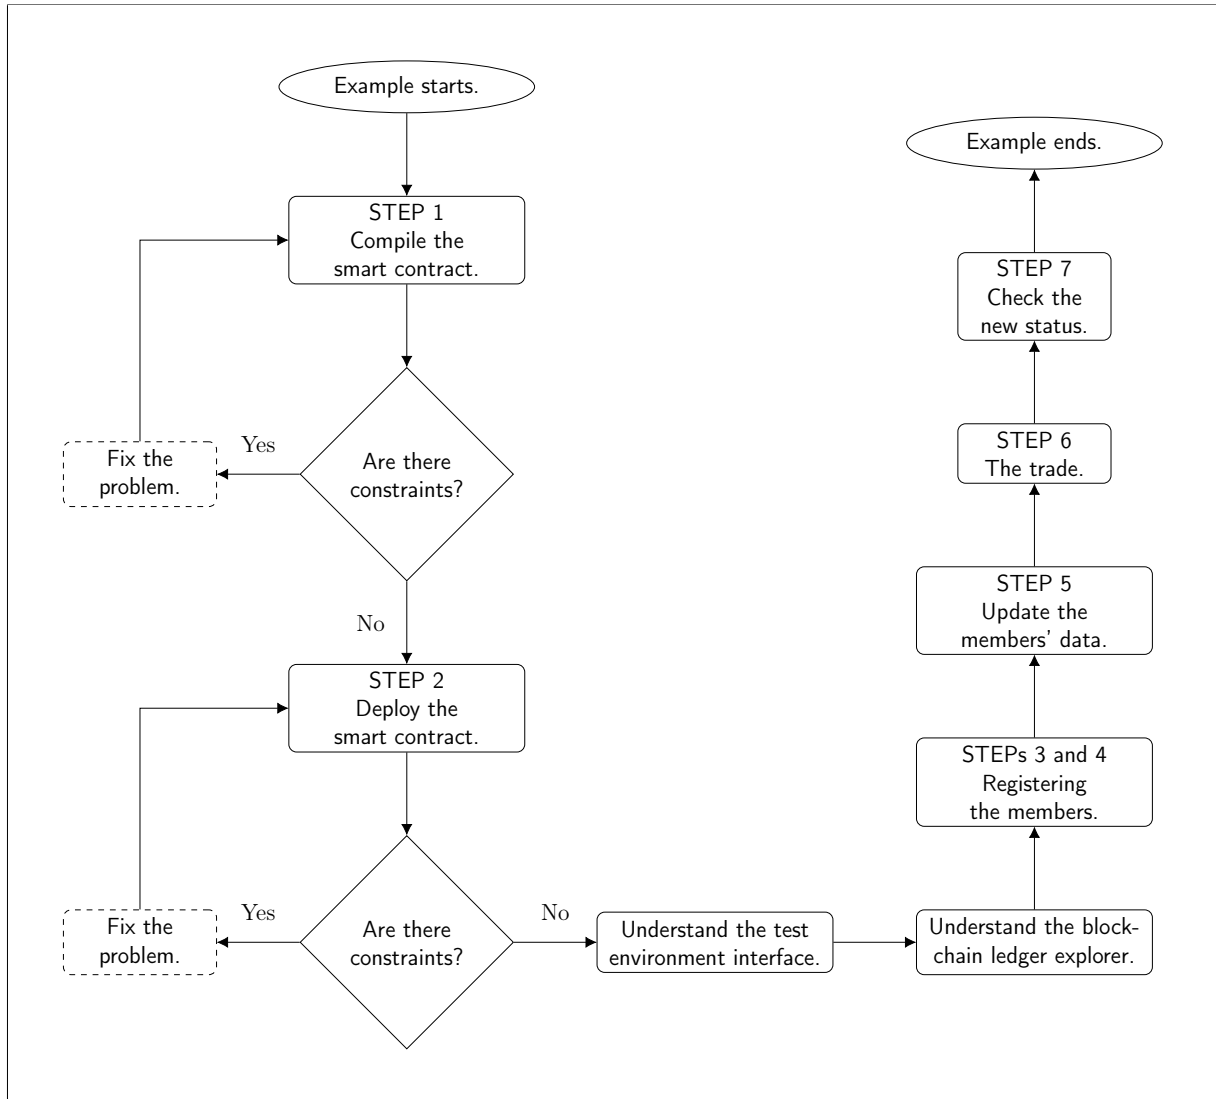 Example starts.
STEP 1
Compile the
smart contract.
Yes
Fix the
problem.
Are there
constraints?
No
STEP 2
Deploy the
smart contract.
Yes
Fix the
problem.
Are there
constraints?
No
Understand the test
environment interface.
Understand the block-
chain ledger explorer.
STEPs 3 and 4
Registering
the members.
STEP 5
Update the
members' data.
STEP 6
The trade.
STEP 7
Check the
new status.
Example ends.